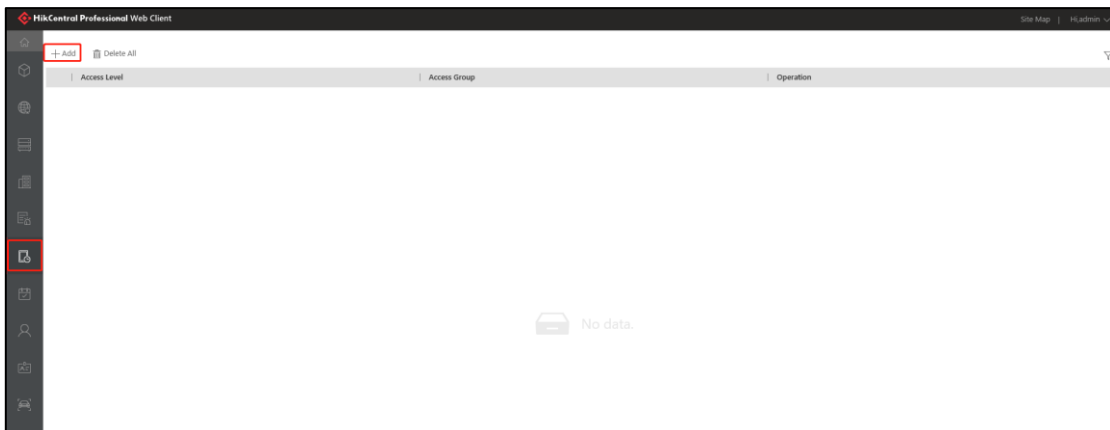 HikCentral Professional Web Client
Site Map | Hi,admin
+ Add Delete All
Access Level Access Group Operation
No data.